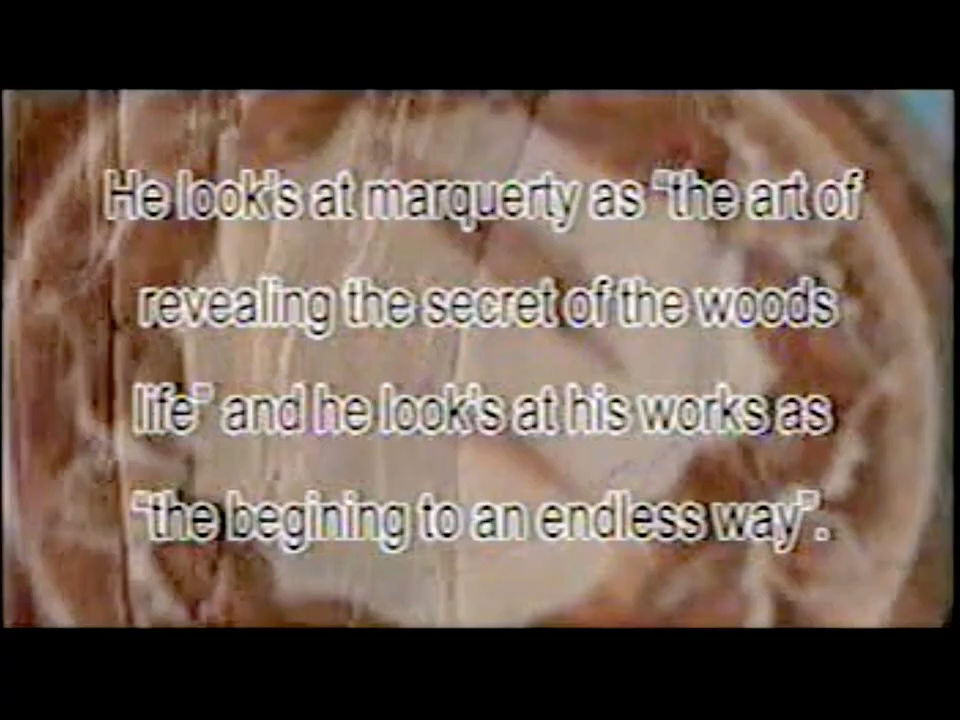 He look's at marquerty as "the art of
revealing the secret of the woods
life" and he look's at his works as
"the begining to an endless way".